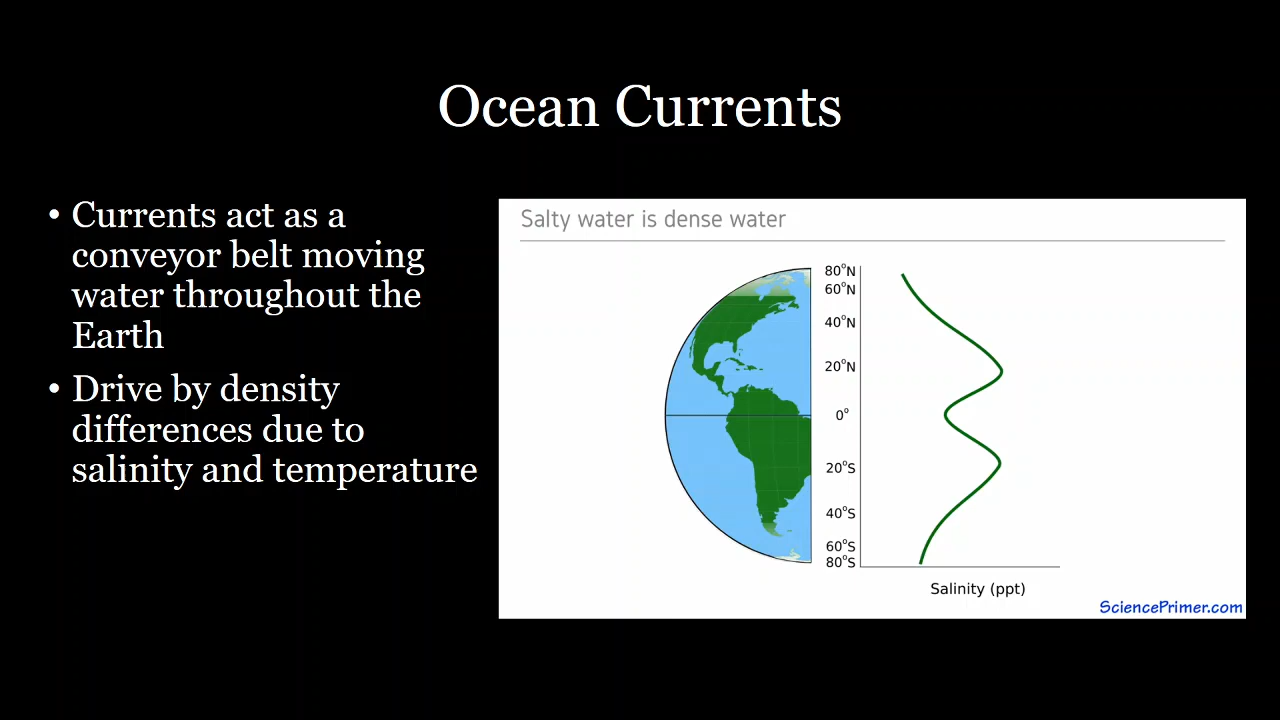 Ocean Currents
• Currents act as a
conveyor belt moving
water throughout the
Earth
• Drive by density
differences due to
salinity and temperature
Salty water is dense water
80°N
60°N
40°N
20°N
0°
20°S
40°S
60°S
80°S
Salinity (ppt)
SciencePrimer.com